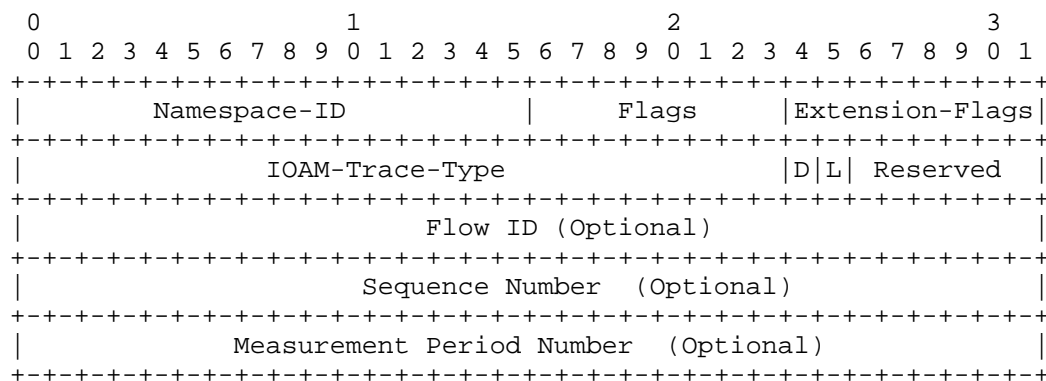 0                   1                   2                   3
 0 1 2 3 4 5 6 7 8 9 0 1 2 3 4 5 6 7 8 9 0 1 2 3 4 5 6 7 8 9 0 1
+-+-+-+-+-+-+-+-+-+-+-+-+-+-+-+-+-+-+-+-+-+-+-+-+-+-+-+-+-+-+-+-+
|        Namespace-ID           |     Flags     |Extension-Flags|
+-+-+-+-+-+-+-+-+-+-+-+-+-+-+-+-+-+-+-+-+-+-+-+-+-+-+-+-+-+-+-+-+
|               IOAM-Trace-Type                 |D|L| Reserved  |
+-+-+-+-+-+-+-+-+-+-+-+-+-+-+-+-+-+-+-+-+-+-+-+-+-+-+-+-+-+-+-+-+
|                         Flow ID (Optional)                    |
+-+-+-+-+-+-+-+-+-+-+-+-+-+-+-+-+-+-+-+-+-+-+-+-+-+-+-+-+-+-+-+-+
|                     Sequence Number  (Optional)               |
+-+-+-+-+-+-+-+-+-+-+-+-+-+-+-+-+-+-+-+-+-+-+-+-+-+-+-+-+-+-+-+-+
|             Measurement Period Number  (Optional)             |
+-+-+-+-+-+-+-+-+-+-+-+-+-+-+-+-+-+-+-+-+-+-+-+-+-+-+-+-+-+-+-+-+